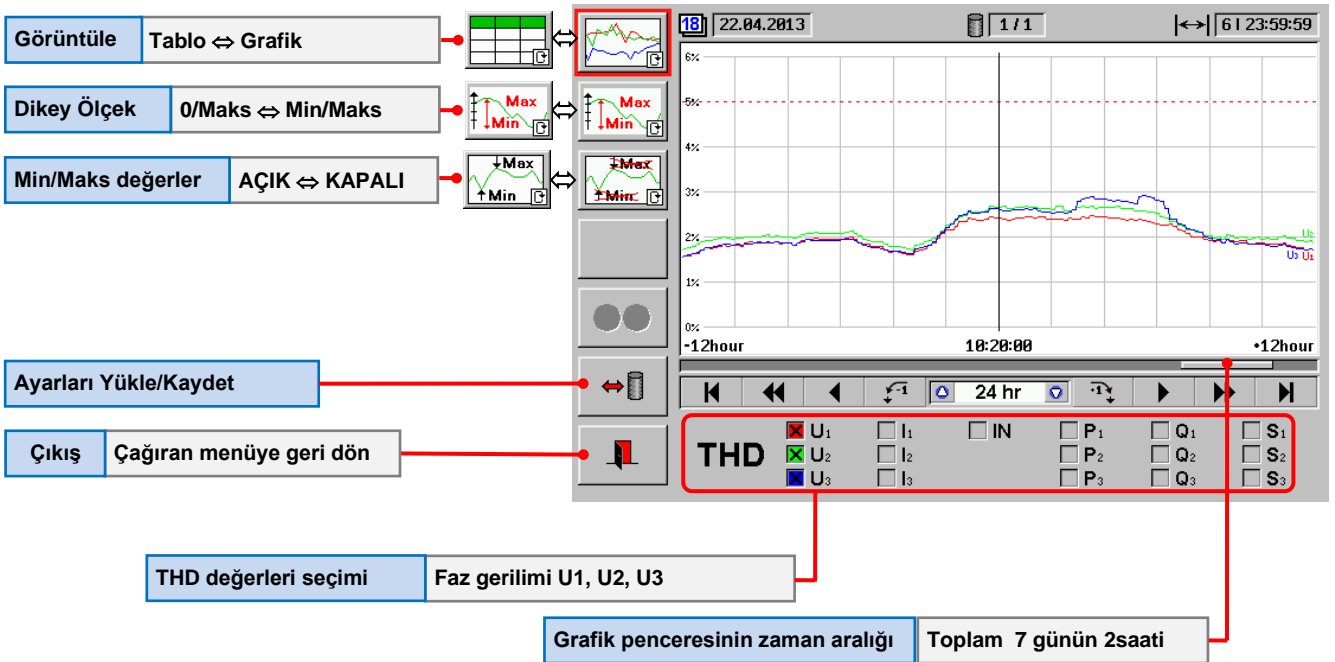 Görüntüle Tablo ⇔ Grafik
Dikey Ölçek 0/Maks ⇔ Min/Maks
Max Min
Max Min
Min/Maks değerler AÇIK ⇔ KAPALI
Max Min
Max Min
Ayarları Yükle/Kaydet
Çıkış Çağıran menüye geri dön
18 22.04.2013 1 / 1 6 I 23:59:59
6%
5%
4%
3%
2%
1%
0%
U2
U3 U1
-12hour 10:20:00 •12hour
-1 24 hr ·1
THD
U1 I1 IN P1 Q1 S1
U2 I2 P2 Q2 S2
U3 I3 P3 Q3 S3
THD değerleri seçimi Faz gerilimi U1, U2, U3
Grafik penceresinin zaman aralığı Toplam 7 günün 2saati